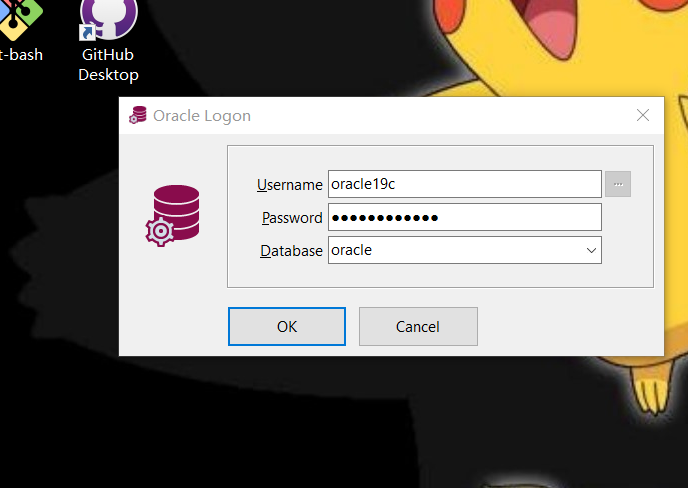 t-bash
GitHub
Desktop
Oracle Logon
Username oracle19c ...
Password ●●●●●●●●●●●●
Database oracle
OK Cancel